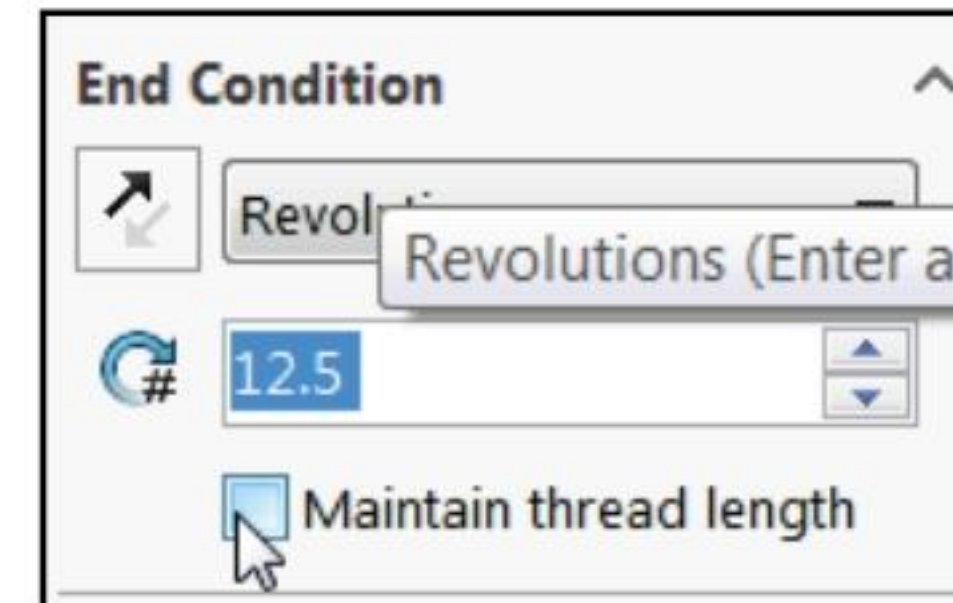 End Condition
Revol
Revolutions (Enter a
#
12.5
Maintain thread length